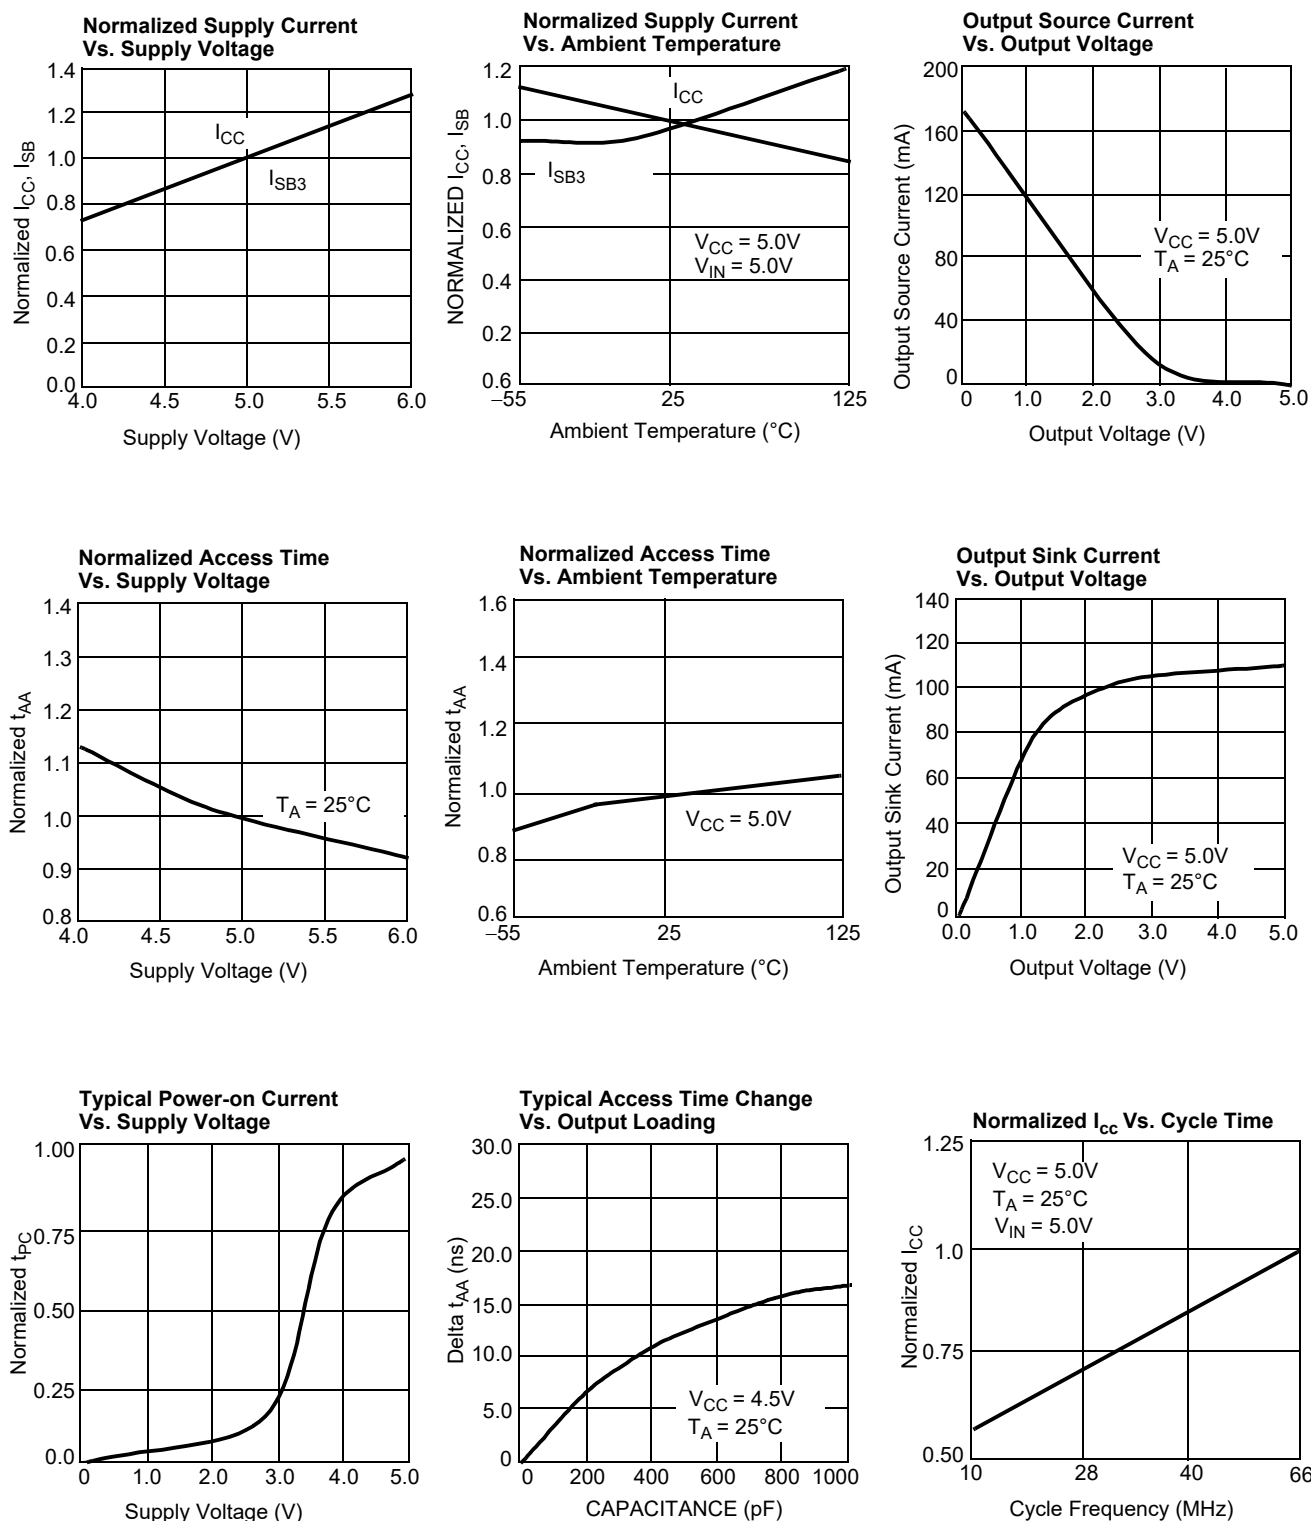 Normalized Supply Current
Vs. Supply Voltage
1.4
1.2
1.0
0.8
0.6
0.4
0.2
0.0
4.0 4.5 5.0 5.5 6.0
Normalized ICC, ISB
ICC
ISB3
Supply Voltage (V)
Normalized Supply Current
Vs. Ambient Temperature
1.2
1.0
0.8
0.6
0.4
0.2
0.6
–55 25 125
NORMALIZED ICC, ISB
ICC
ISB3
VCC = 5.0V
VIN = 5.0V
Ambient Temperature (°C)
Output Source Current
Vs. Output Voltage
200
160
120
80
40
0
0 1.0 2.0 3.0 4.0 5.0
Output Source Current (mA)
VCC = 5.0V
TA = 25°C
Output Voltage (V)
Normalized Access Time
Vs. Supply Voltage
1.4
1.3
1.2
1.1
1.0
0.9
0.8
4.0 4.5 5.0 5.5 6.0
Normalized tAA
TA = 25°C
Supply Voltage (V)
Normalized Access Time
Vs. Ambient Temperature
1.6
1.4
1.2
1.0
0.8
0.6
–55 25 125
Normalized tAA
VCC = 5.0V
Ambient Temperature (°C)
Output Sink Current
Vs. Output Voltage
140
120
100
80
60
40
20
0
0.0 1.0 2.0 3.0 4.0 5.0
Output Sink Current (mA)
VCC = 5.0V
TA = 25°C
Output Voltage (V)
Typical Power-on Current
Vs. Supply Voltage
1.00
0.75
0.50
0.25
0.0
0 1.0 2.0 3.0 4.0 5.0
Normalized tPC
Supply Voltage (V)
Typical Access Time Change
Vs. Output Loading
30.0
25.0
20.0
15.0
10.0
5.0
0
0 200 400 600 800 1000
Delta tAA (ns)
VCC = 4.5V
TA = 25°C
CAPACITANCE (pF)
Normalized Icc Vs. Cycle Time
1.25
1.0
0.75
0.50
10 28 40 66
Normalized ICC
VCC = 5.0V
TA = 25°C
VIN = 5.0V
Cycle Frequency (MHz)